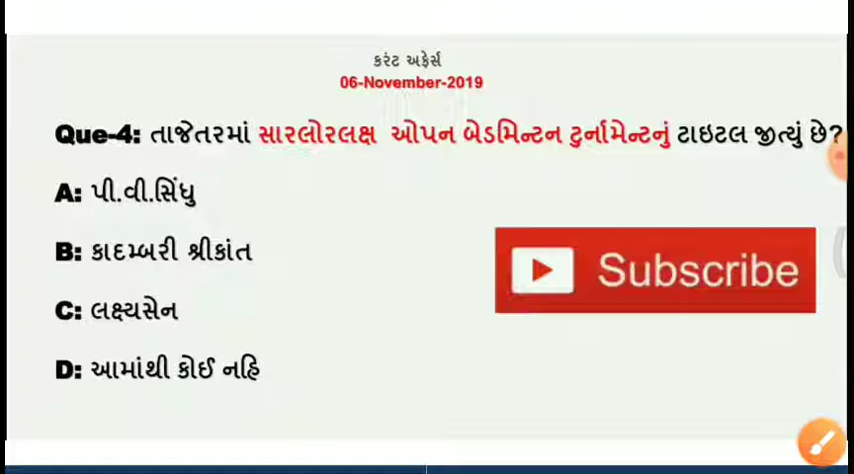 કરંટ અફેર્સ
06-November-2019
Que-4: તાજેતરમાં સારલોરલક્ષ ઓપન બેડમિન્ટન ટુર્નામેન્ટનું ટાઇટલ જીત્યું છે?
A: પી.વી.સિંધુ
B: કાદમ્બરી શ્રીકાંત
Subscribe
C: લક્ષ્યસેન
D: આમાંથી કોઈ નહિ